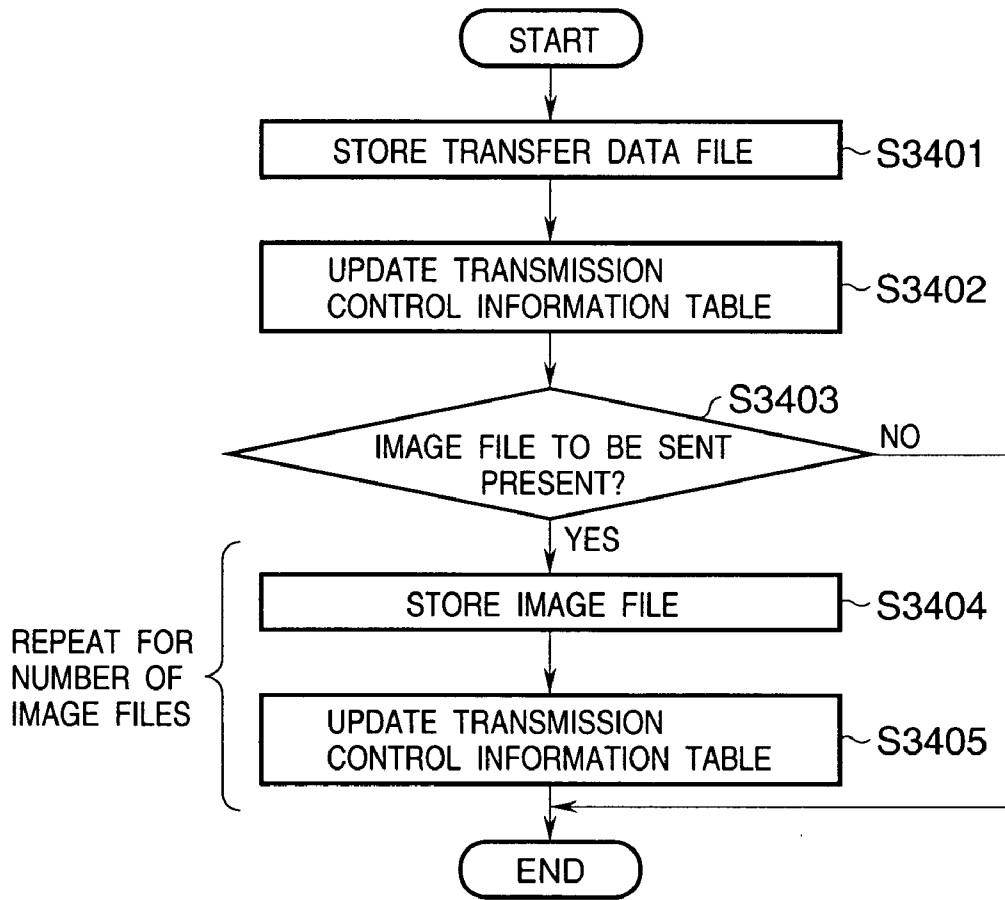 START
STORE TRANSFER DATA FILE
S3401
UPDATE TRANSMISSION
CONTROL INFORMATION TABLE
S3402
S3403
IMAGE FILE TO BE SENT
PRESENT?
NO
YES
STORE IMAGE FILE
S3404
REPEAT FOR
NUMBER OF
IMAGE FILES
UPDATE TRANSMISSION
CONTROL INFORMATION TABLE
S3405
END